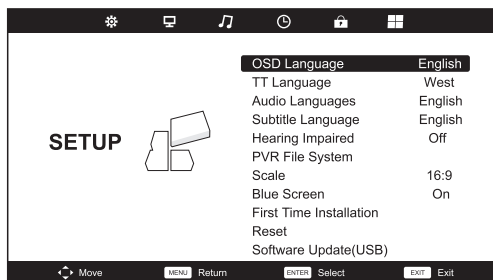 SETUP
OSD Language English
TT Language West
Audio Languages English
Subtitle Language English
Hearing Impaired Off
PVR File System
Scale 16:9
Blue Screen On
First Time Installation
Reset
Software Update(USB)
Move MENU Return ENTER Select EXIT Exit